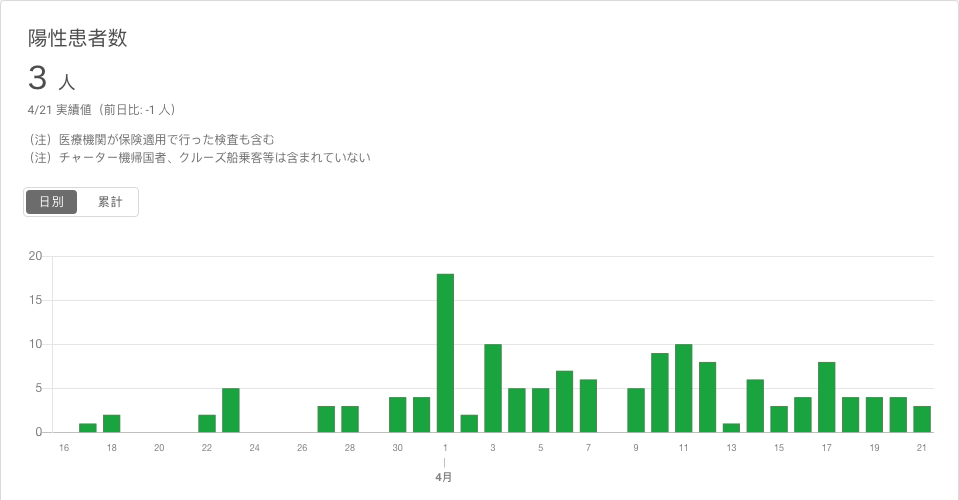 陽性患者数
3 人
4/21 実績値（前日比: -1 人）
（注）医療機関が保険適用で行った検査も含む
（注）チャーター機帰国者、クルーズ船乗客等は含まれていない
日別 累計
20
15
10
5
0
16 18 20 22 24 26 28 30 1 3 5 7 9 11 13 15 17 19 21
4月